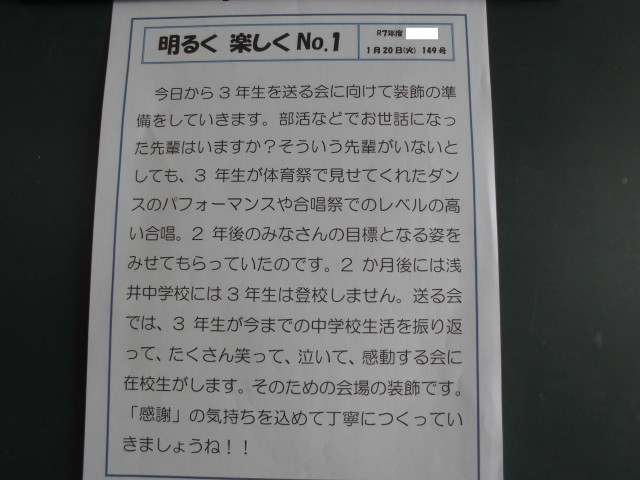 明るく 楽しく No.1
R7年度
1月20日(火) 149号
今日から3年生を送る会に向けて装飾の準
備をしていきます。部活などでお世話になっ
た先輩はいますか？そういう先輩がいないと
しても、3年生が体育祭で見せてくれたダン
スのパフォーマンスや合唱祭でのレベルの高
い合唱。2年後のみなさんの目標となる姿を
みせてもらっていたのです。2か月後には浅
井中学校には3年生は登校しません。送る会
では、3年生が今までの中学校生活を振り返
って、たくさん笑って、泣いて、感動する会に
在校生がします。そのための会場の装飾です。
「感謝」の気持ちを込めて丁寧につくってい
きましょうね！！